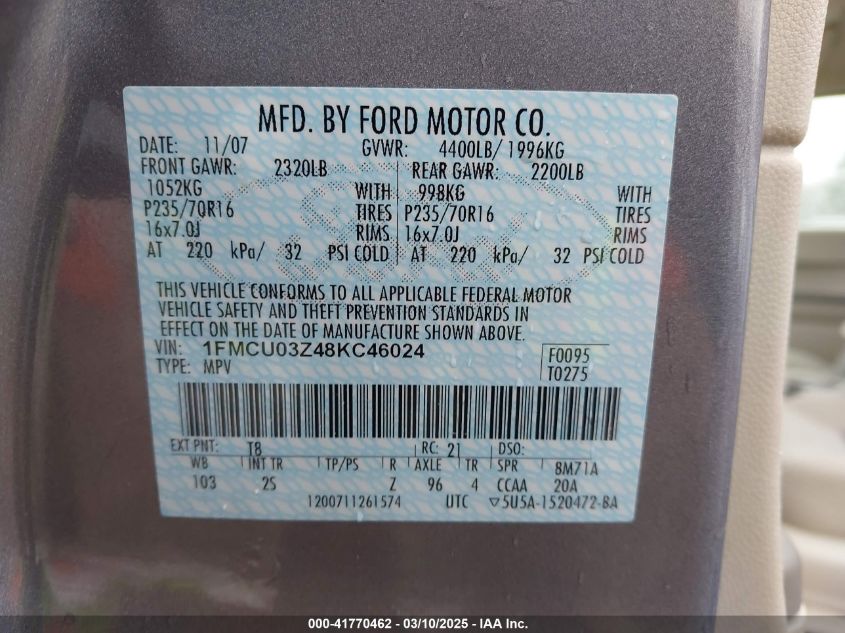 MFD. BY FORD MOTOR CO.
DATE: 11/07 GVWR: 4400LB/1996KG
FRONT GAWR: 2320LB REAR GAWR: 2200LB
1052KG WITH 998KG WITH
P235/70R16 TIRES P235/70R16 TIRES
16x7.0J RIMS 16x7.0J RIMS
AT 220 kPa/ 32 PSI COLD AT 220 kPa/ 32 PSI COLD
THIS VEHICLE CONFORMS TO ALL APPLICABLE FEDERAL MOTOR
VEHICLE SAFETY AND THEFT PREVENTION STANDARDS IN
EFFECT ON THE DATE OF MANUFACTURE SHOWN ABOVE.
VIN: 1FMCU03Z48KC46024 F0095
TYPE: MPV T0275
EXT PNT: T8 RC: 21 DSO:
WB INT TR TP/PS R AXLE TR SPR 8M71A
103 2S Z 96 4 CCAA 20A
1200711261574 UTC ▽5U5A-1520472-BA
000-41770462 - 03/10/2025 - IAA Inc.